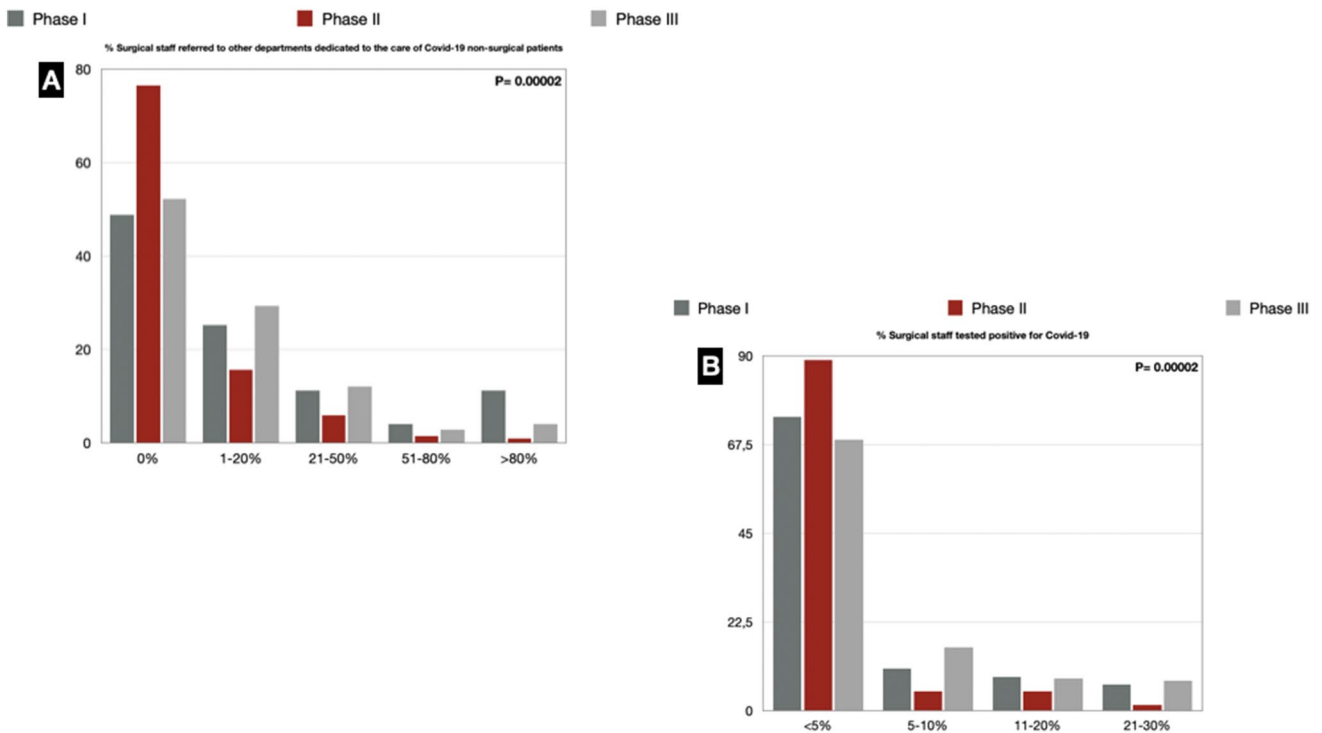 Phase I Phase II Phase III
% Surgical staff referred to other departments dedicated to the care of Covid-19 non-surgical patients
A
P= 0.00002
80
60
40
20
0
0% 1-20% 21-50% 51-80% >80%
Phase I Phase II Phase III
% Surgical staff tested positive for Covid-19
B
P= 0.00002
90
67,5
45
22,5
0
<5% 5-10% 11-20% 21-30%